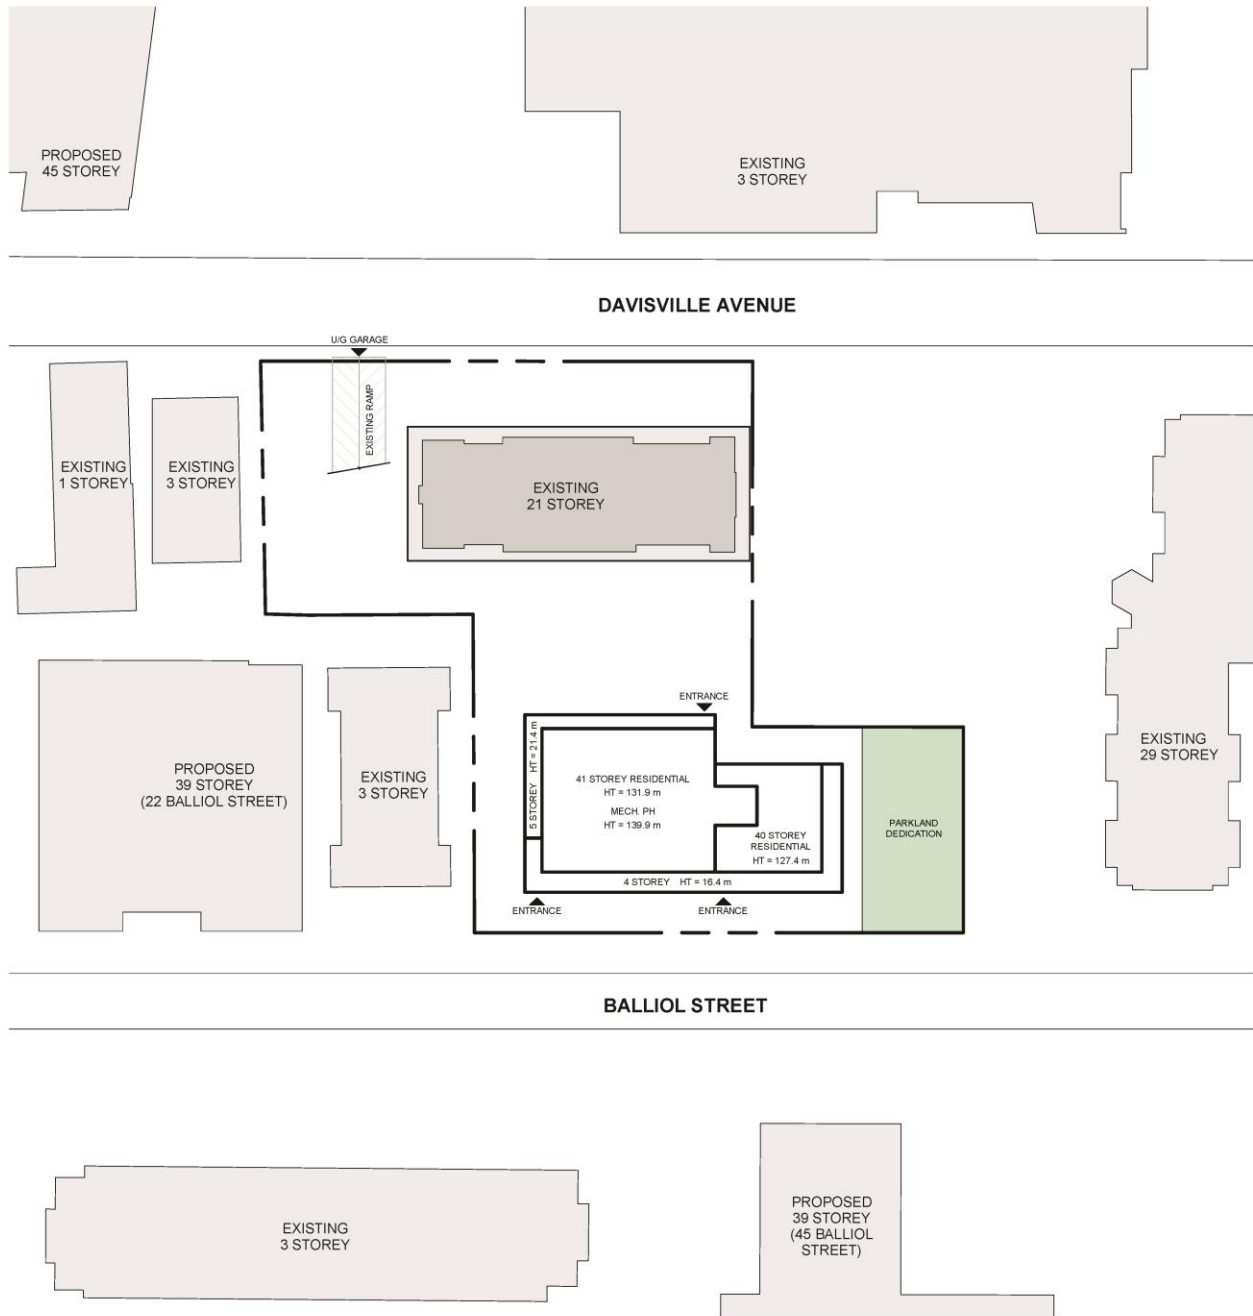 PROPOSED
45 STOREY
EXISTING
3 STOREY
DAVISVILLE AVENUE
U/G GARAGE
EXISTING RAMP
EXISTING
1 STOREY
EXISTING
3 STOREY
EXISTING
21 STOREY
ENTRANCE
5 STOREY HT = 21.4 m
41 STOREY RESIDENTIAL
HT = 131.9 m
MECH. PH
HT = 139.9 m
40 STOREY
RESIDENTIAL
HT = 127.4 m
4 STOREY HT = 16.4 m
ENTRANCE
ENTRANCE
PARKLAND
DEDICATION
PROPOSED
39 STOREY
(22 BALLIOL STREET)
EXISTING
3 STOREY
EXISTING
29 STOREY
BALLIOL STREET
EXISTING
3 STOREY
PROPOSED
39 STOREY
(45 BALLIOL
STREET)